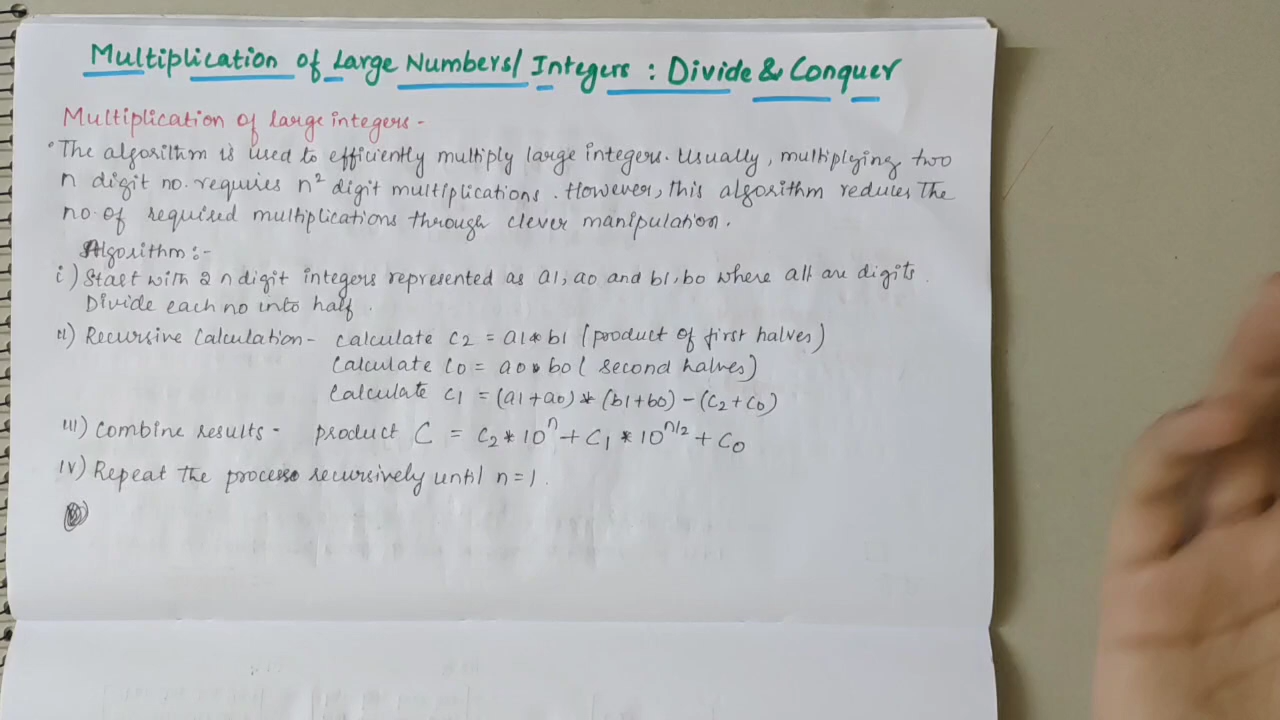 Multiplication of Large Numbers/ Integers : Divide & Conquer
Multiplication of large integers -
The algorithm is used to efficiently multiply large integers. Usually, multiplying two
n digit no. requires n² digit multiplications. However, this algorithm reduces the
no. of required multiplications through clever manipulation.
Algorithm :-
i) Start with 2 n digit integers represented as a1, a0 and b1, b0 where all are digits.
Divide each no into half.
ii) Recursive Calculation - calculate c2 = a1*b1 (product of first halves)
Calculate C0 = a0*b0 ( second halves)
Calculate c1 = (a1+a0) * (b1+b0) - (C2 + C0)
iii) Combine results - product C = C2 * 10^n + C1 * 10^n/2 + C0
iv) Repeat the process recursively until n=1.